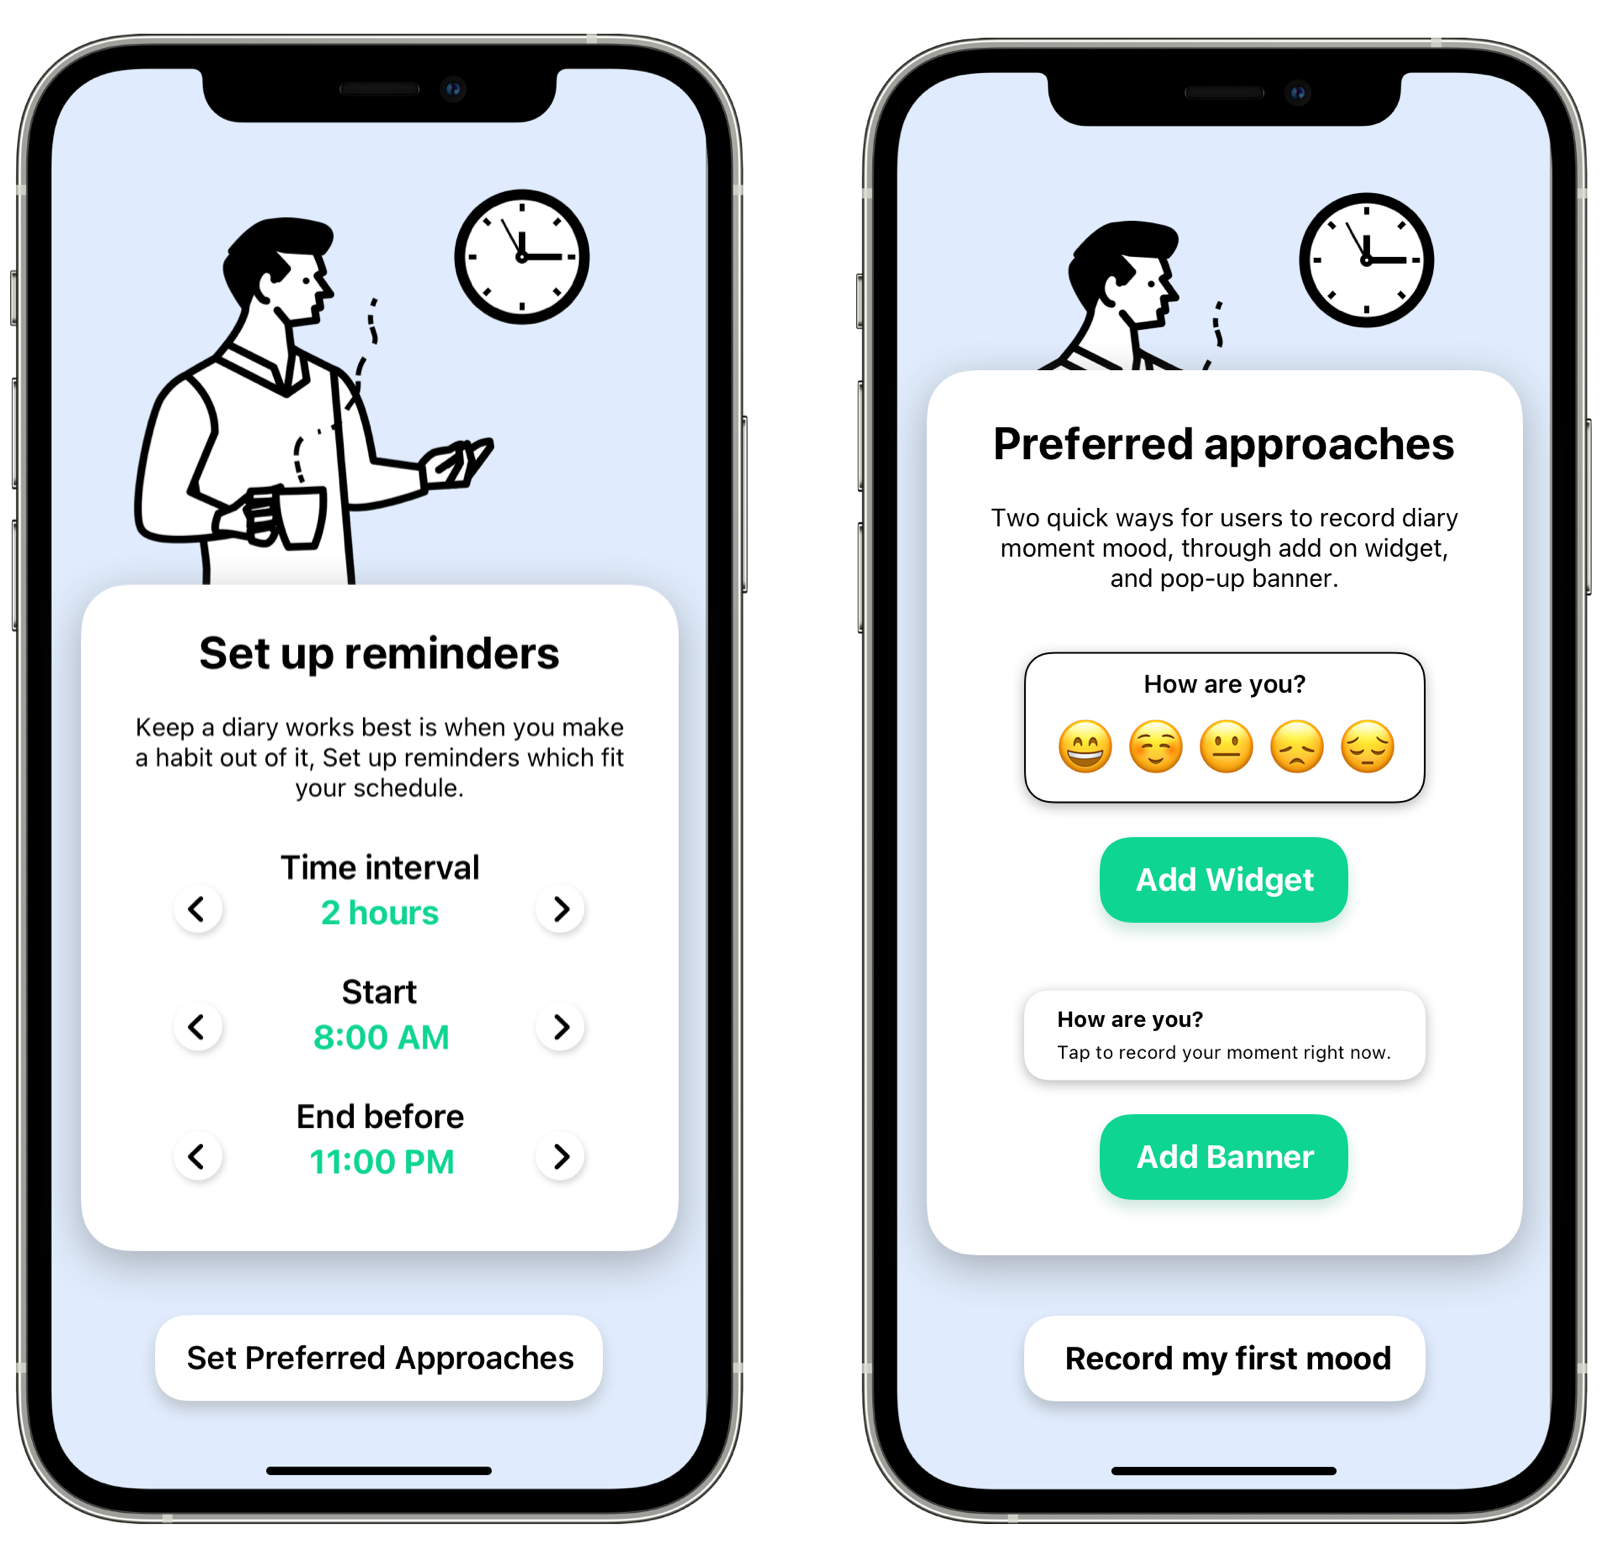 Set up reminders
Keep a diary works best is when you make
a habit out of it, Set up reminders which fit
your schedule.
Time interval
2 hours
Start
8:00 AM
End before
11:00 PM
Set Preferred Approaches
Preferred approaches
Two quick ways for users to record diary
moment mood, through add on widget,
and pop-up banner.
How are you?
Add Widget
How are you?
Tap to record your moment right now.
Add Banner
Record my first mood